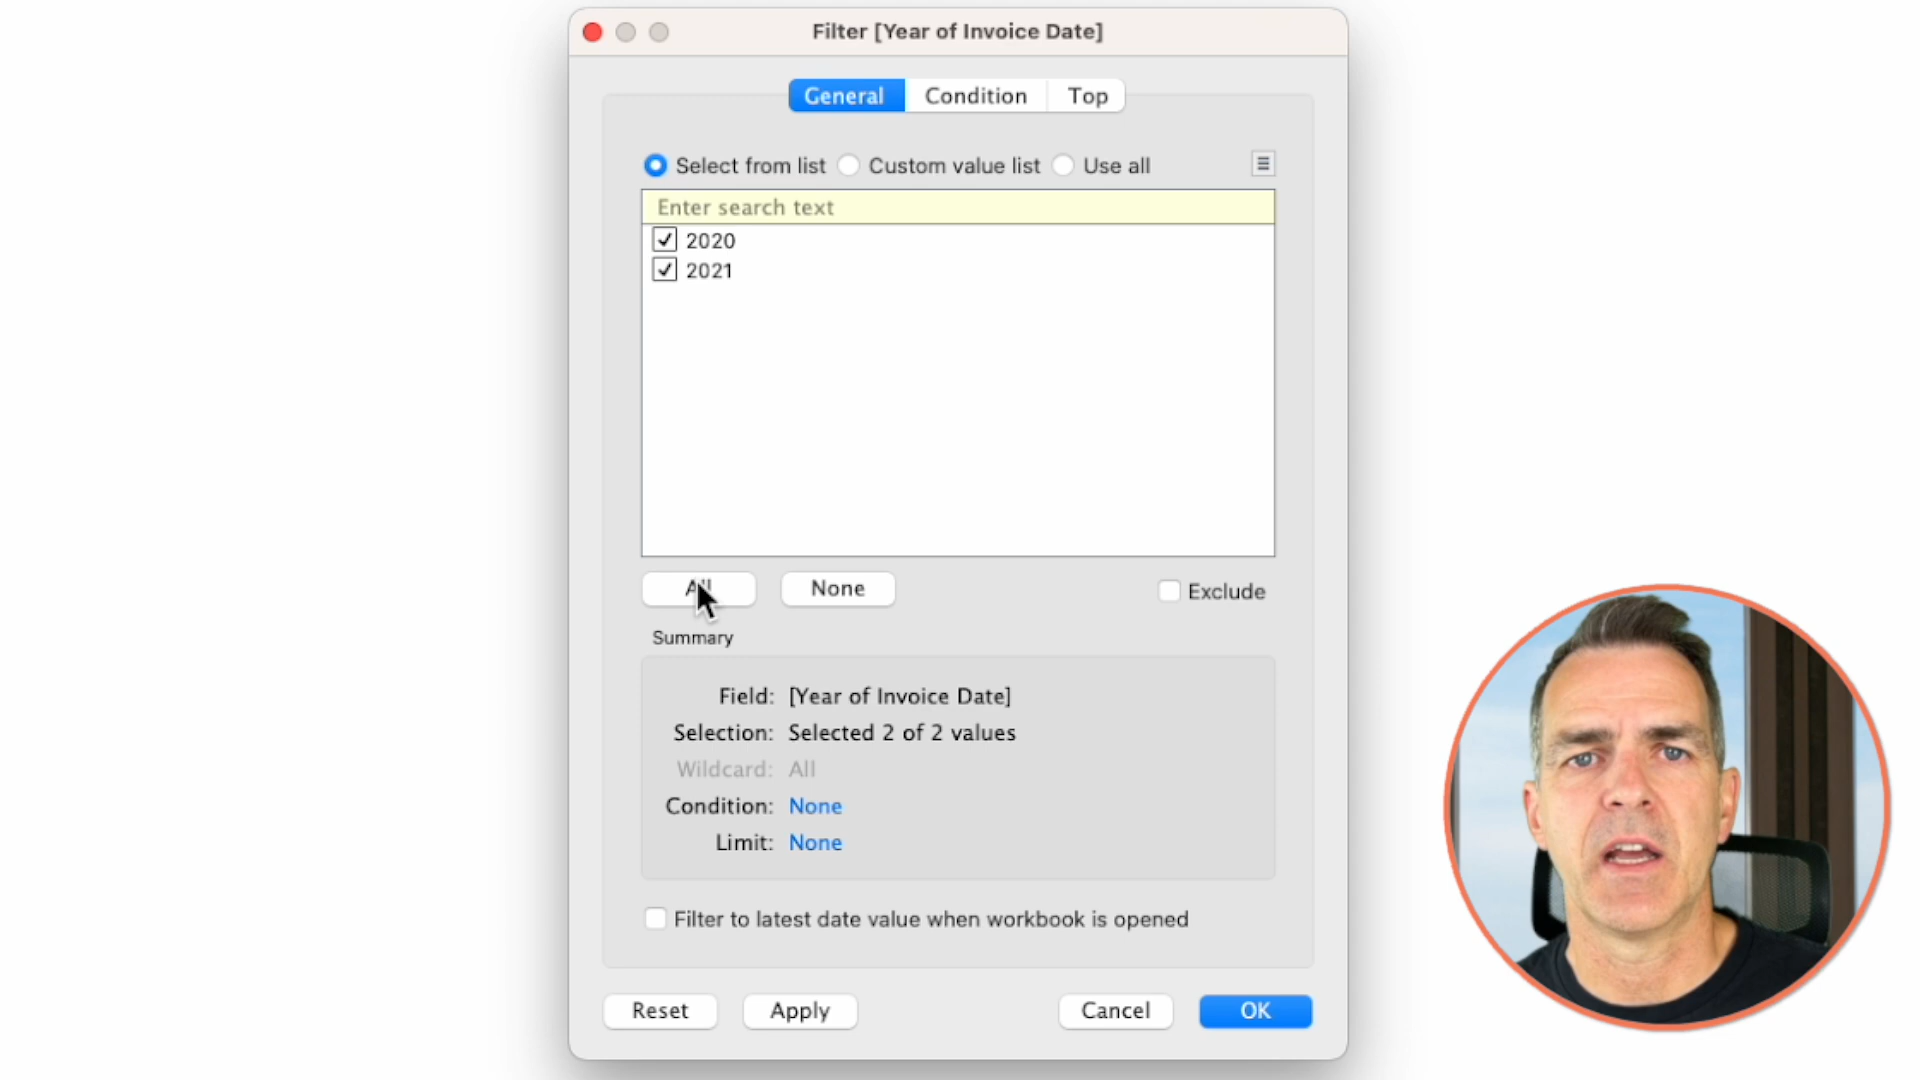 Filter [Year of Invoice Date]
General Condition Top
Select from list Custom value list Use all
Enter search text
2020
2021
All None Exclude
Summary
Field: [Year of Invoice Date]
Selection: Selected 2 of 2 values
Wildcard: All
Condition: None
Limit: None
Filter to latest date value when workbook is opened
Reset Apply Cancel OK